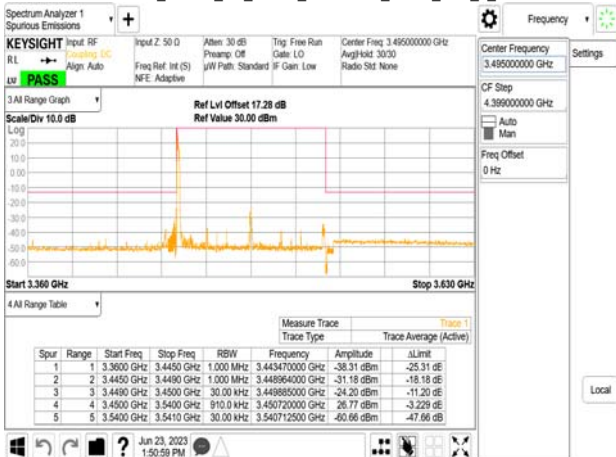 Spectrum Analyzer 1
Spurious Emissions
Frequency
KEYSIGHT Input: RF Input Z: 50 Ω Atten: 30 dB Trig: Free Run Center Freq: 3.495000000 GHz
RL Coupling: DC Preamp: Off Gate: LO Avg|Hold: 30/30
Align: Auto Freq Ref: Int (S) µW Path: Standard IF Gain: Low Radio Std: None
LV PASS NFE: Adaptive
Center Frequency
3.495000000 GHz
Settings
CF Step
4.399000000 GHz
Auto
Man
Freq Offset
0 Hz
Local
3 All Range Graph
Ref Lvl Offset 17.28 dB
Scale/Div 10.0 dB Ref Value 30.00 dBm
Log
20.0
10.0
0.00
-10.0
-20.0
-30.0
-40.0
-50.0
-60.0
Start 3.360 GHz Stop 3.630 GHz
4 All Range Table
Measure Trace Trace 1
Trace Type Trace Average (Active)
Spur Range Start Freq Stop Freq RBW Frequency Amplitude ΔLimit
1 1 3.3600 GHz 3.4450 GHz 1.000 MHz 3.443470000 GHz -38.31 dBm -25.31 dB
2 2 3.4450 GHz 3.4490 GHz 1.000 MHz 3.448964000 GHz -31.18 dBm -18.18 dB
3 3 3.4490 GHz 3.4500 GHz 30.00 kHz 3.449885000 GHz -24.20 dBm -11.20 dB
4 4 3.4500 GHz 3.5400 GHz 910.0 kHz 3.450720000 GHz 26.77 dBm -3.229 dB
5 5 3.5400 GHz 3.5410 GHz 30.00 kHz 3.540712500 GHz -60.66 dBm -47.66 dB
Jun 23, 2023
1:50:59 PM